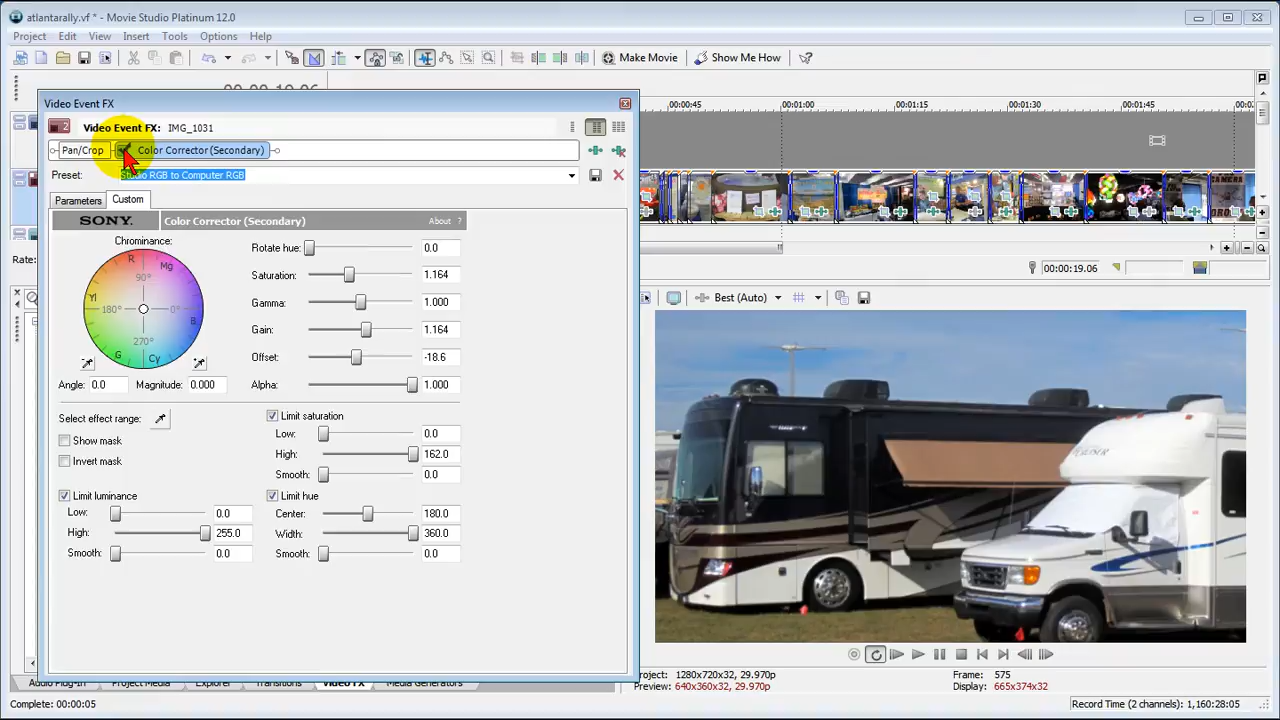 atlantarally.vf * - Movie Studio Platinum 12.0
Project Edit View Insert Tools Options Help
Make Movie Show Me How
Video Event FX
Video Event FX: IMG_1031
Pan/Crop Color Corrector (Secondary)
Preset: Studio RGB to Computer RGB
Parameters Custom
SONY. Color Corrector (Secondary) About ?
Chrominance:
R Mg B Cy G Yl
90° 180° 0° 270°
Angle: 0.0 Magnitude: 0.000
Rotate hue: 0.0
Saturation: 1.164
Gamma: 1.000
Gain: 1.164
Offset: -18.6
Alpha: 1.000
Select effect range:
Show mask
Invert mask
Limit luminance
Low: 0.0
High: 255.0
Smooth: 0.0
Limit saturation
Low: 0.0
High: 162.0
Smooth: 0.0
Limit hue
Center: 180.0
Width: 360.0
Smooth: 0.0
00:00:45 00:01:00 00:01:15 00:01:30 00:01:45
Rate:
00:00:19.06
Best (Auto)
Project: 1280x720x32, 29.970p
Preview: 640x360x32, 29.970p
Frame: 575
Display: 665x374x32
Audio Plug-Ins Project Media Explorer Transitions Video FX Media Generators
Complete: 00:00:05
Record Time (2 channels): 1,160:28:05